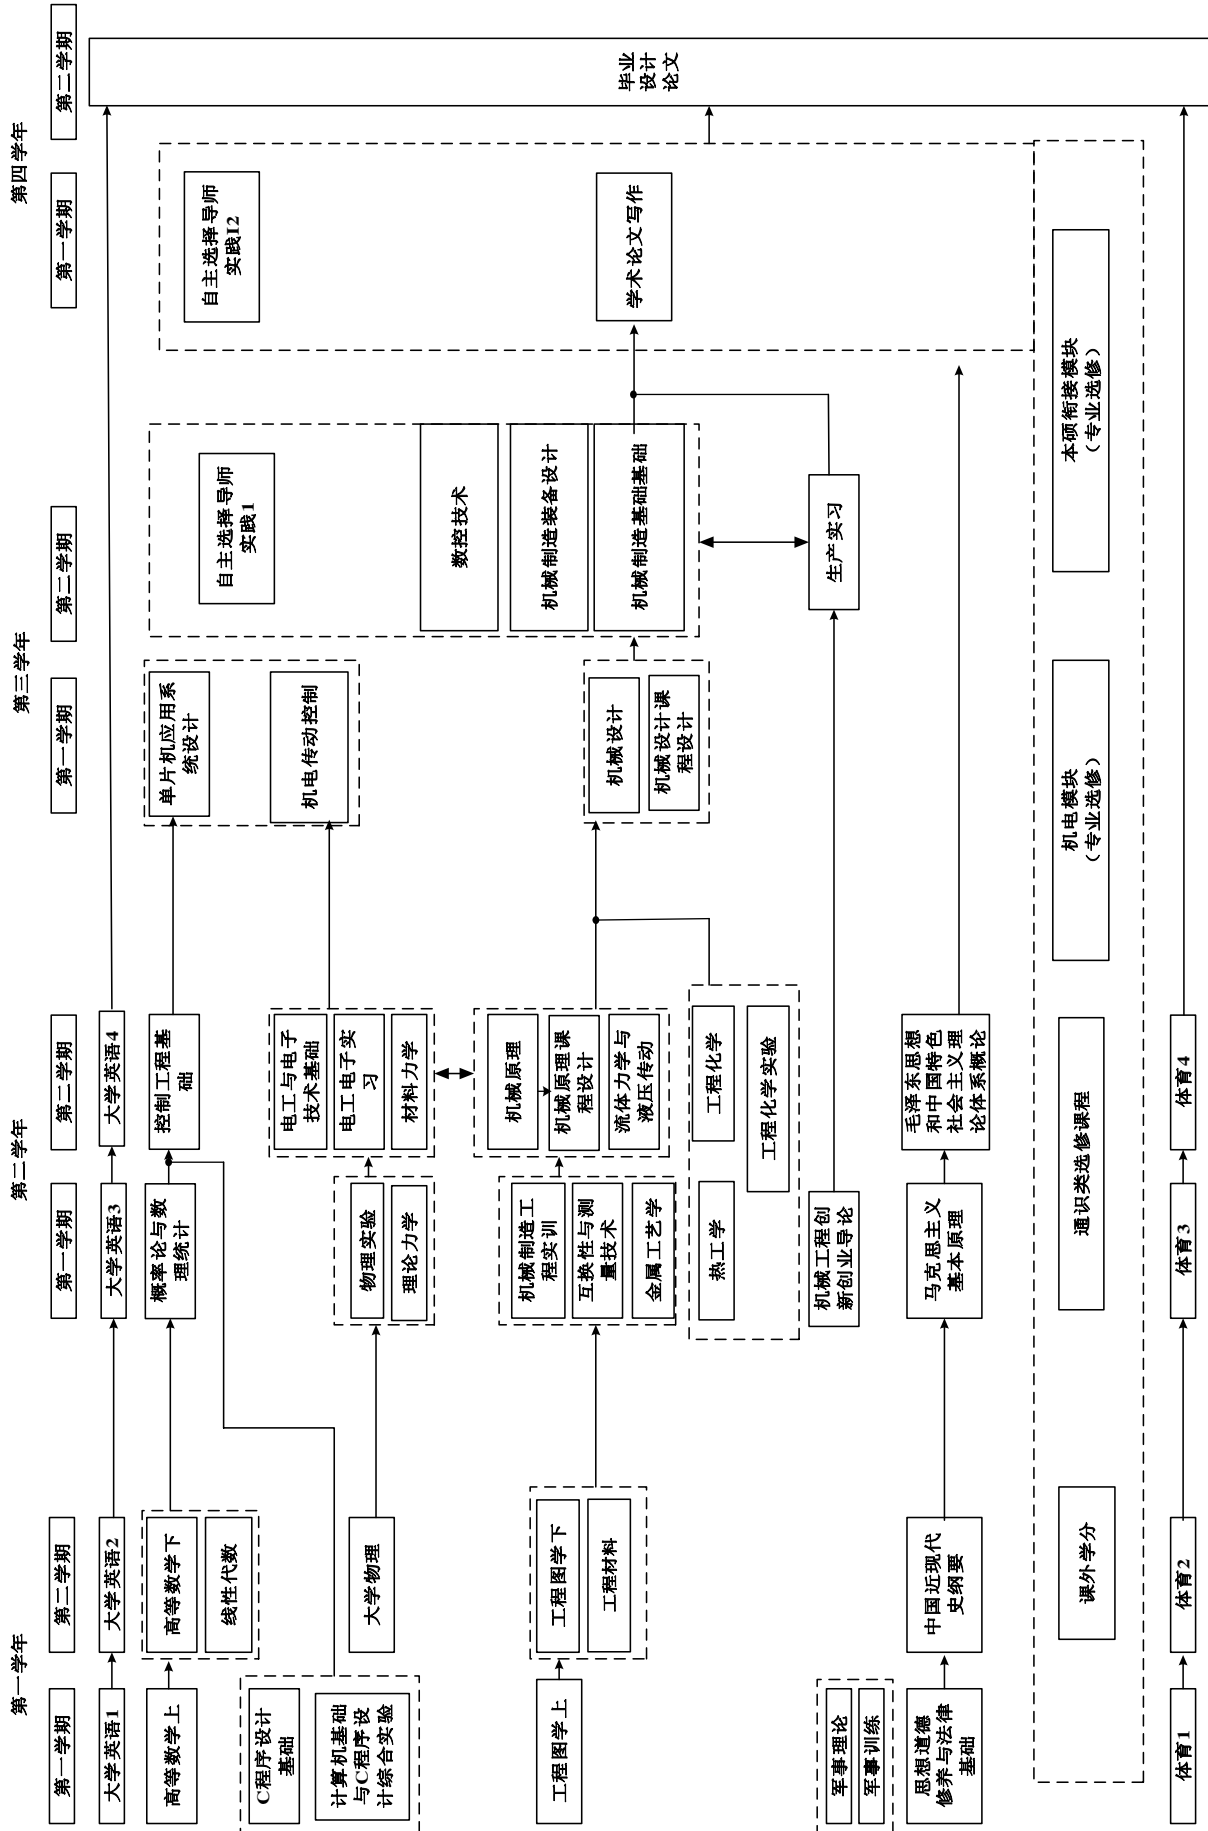 第一学年
第二学年
第三学年
第四学年
第一学期
第二学期
第一学期
第二学期
第一学期
第二学期
第一学期
第二学期
大学英语1
大学英语2
大学英语3
大学英语4
高等数学上
高等数学下
线性代数
概率论与数
理统计
控制工程基
础
单片机应用系
统设计
自主选择导师
实践1
自主选择导师
实践I2
C程序设计
基础
计算机基础
与C程序设
计综合实验
大学物理
物理实验
理论力学
电工与电子
技术基础
电工电子实
习
材料力学
机电传动控制
数控技术
机械制造装备设计
机械制造基础基础
学术论文写作
毕业
设计
论文
工程图学上
工程图学下
工程材料
机械制造工
程实训
互换性与测
量技术
金属工艺学
机械原理
机械原理课
程设计
流体力学与
液压传动
机械设计
机械设计课
程设计
热工学
工程化学
工程化学实验
机械工程创
新创业导论
生产实习
军事理论
军事训练
思想道德
修养与法律
基础
中国近现代
史纲要
马克思主义
基本原理
毛泽东思想
和中国特色
社会主义理
论体系概论
课外学分
通识类选修课程
机电模块
（专业选修）
本硕衔接模块
（专业选修）
体育1
体育2
体育3
体育4